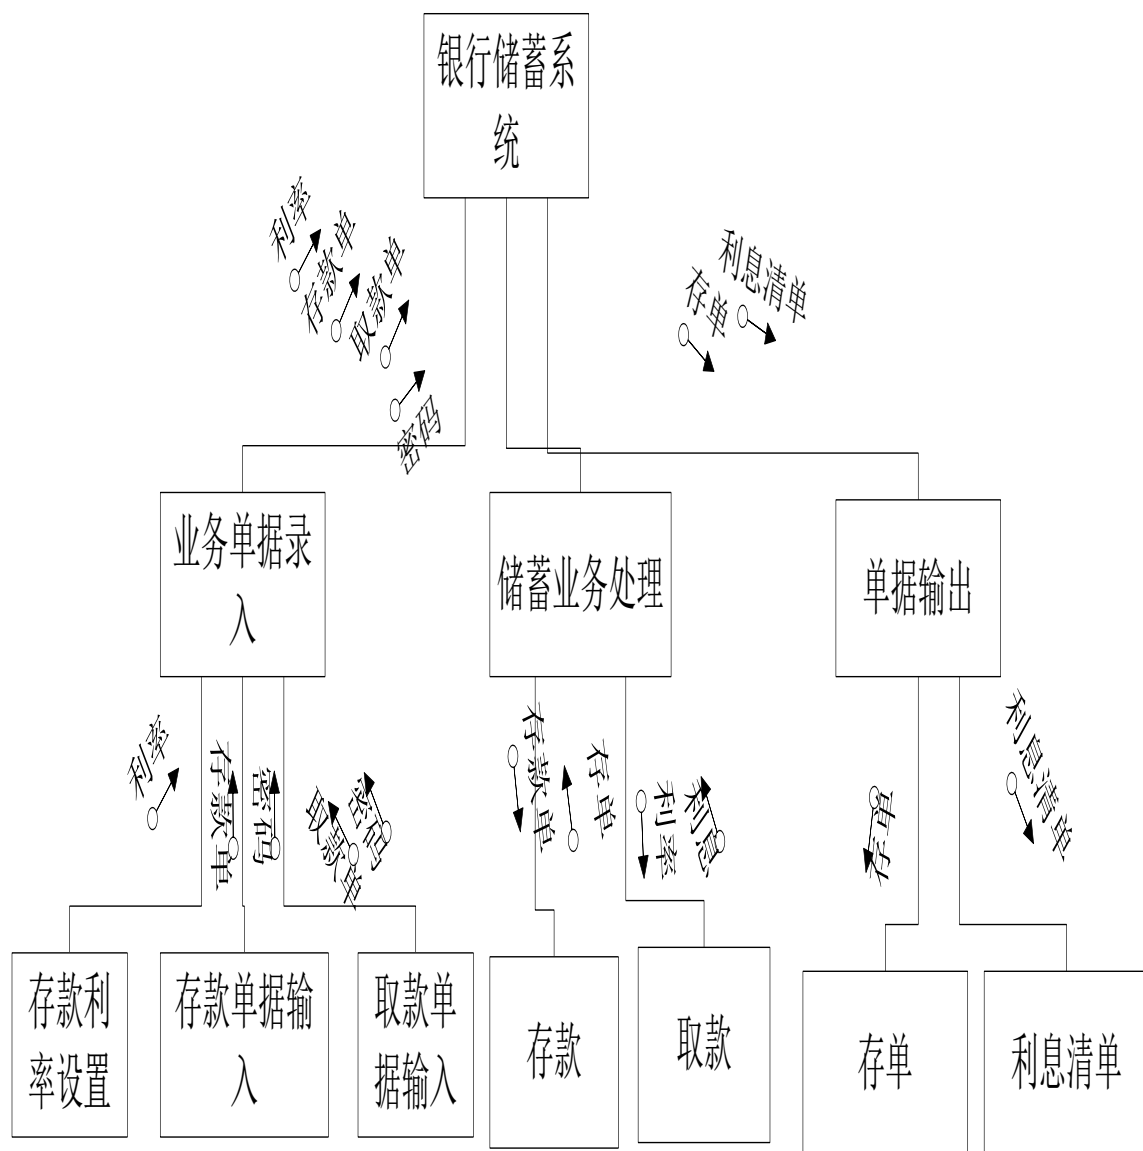 银行储蓄系
统
利率
存款单
取款单
密码
利息清单
存单
业务单据录
入
储蓄业务处理
单据输出
利率
存款单
密码
取款单
密码
存款单
存单
利率
利息
存单
利息清单
存款利
率设置
存款单据输
入
取款单
据输入
存款
取款
存单
利息清单